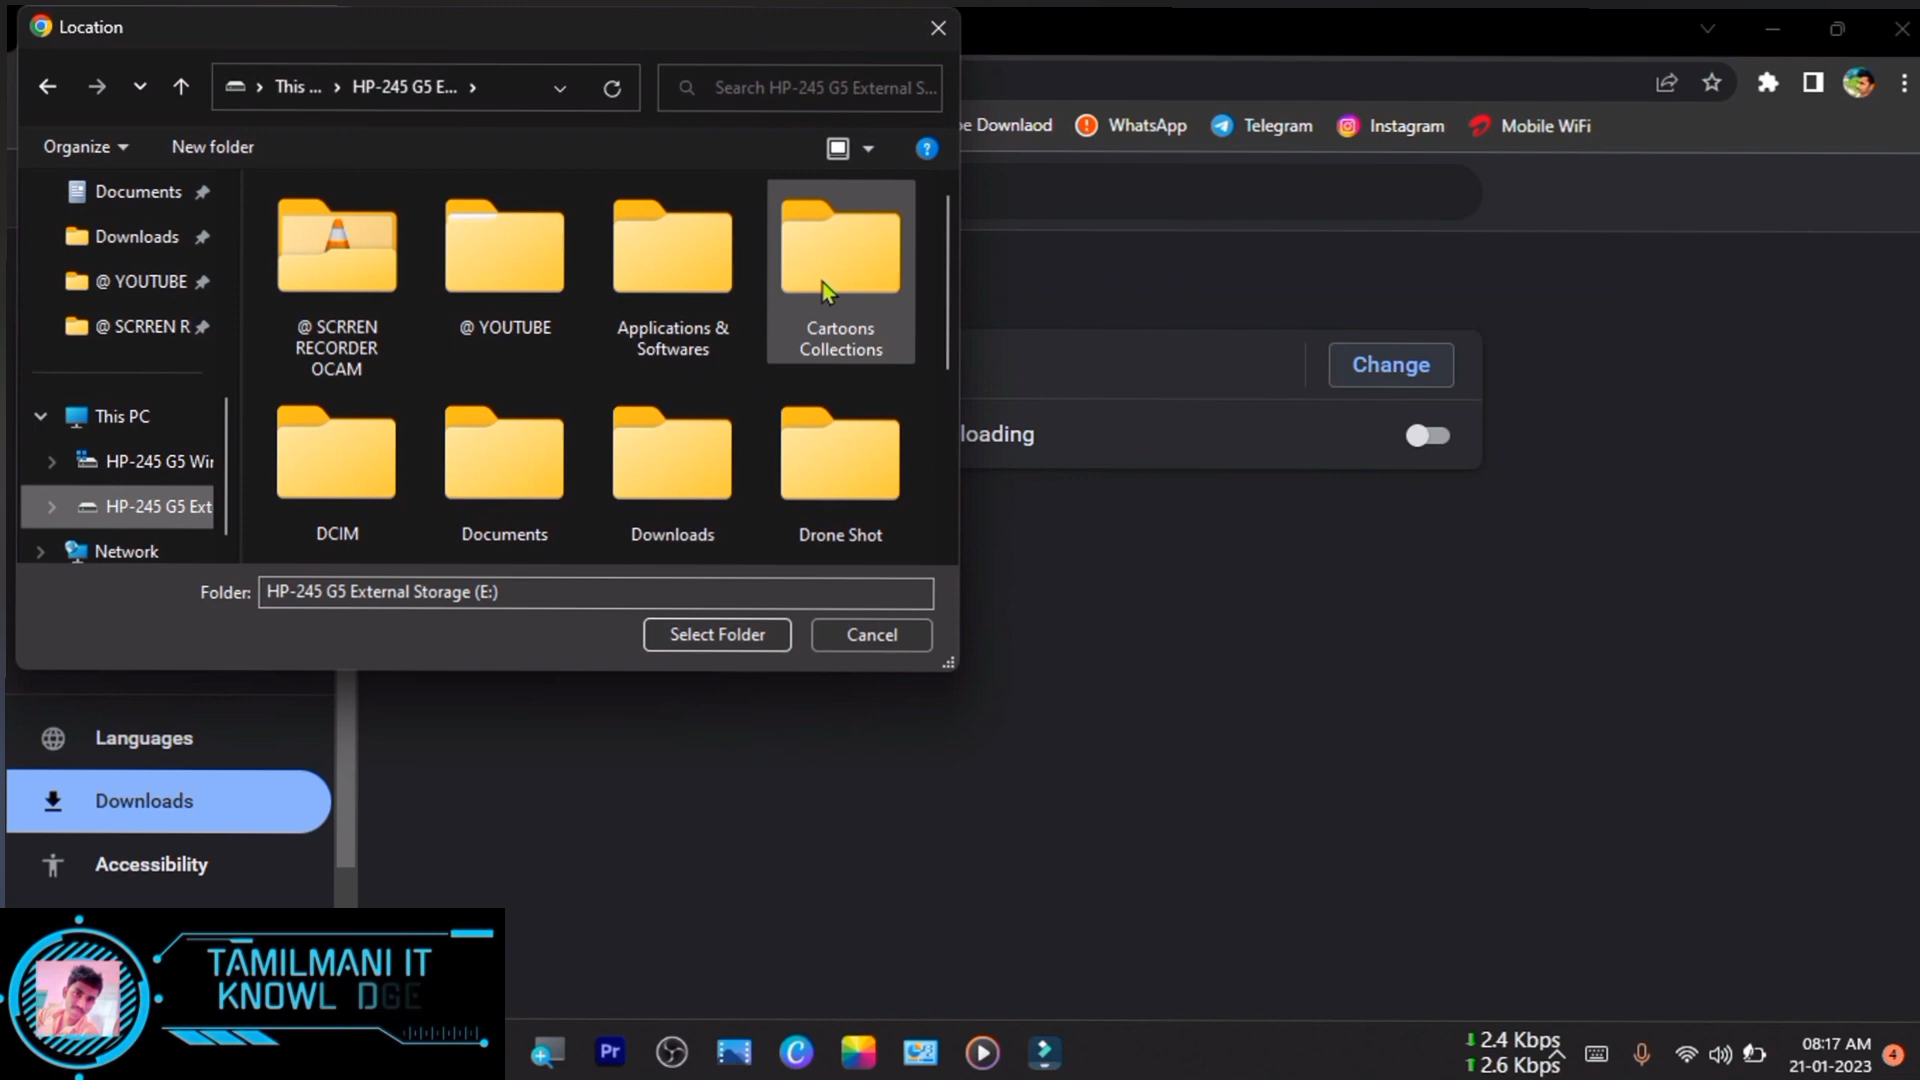 Location
This ...
HP-245 G5 E...
Search HP-245 G5 External S...
Organize
New folder
Documents
Downloads
@ YOUTUBE
@ SCRREN R
This PC
HP-245 G5 Wir
HP-245 G5 Ext
Network
@ SCRREN
RECORDER
OCAM
@ YOUTUBE
Applications &
Softwares
Cartoons
Collections
DCIM
Documents
Downloads
Drone Shot
Folder:
HP-245 G5 External Storage (E:)
Select Folder
Cancel
be Downlaod
WhatsApp
Telegram
Instagram
Mobile WiFi
Change
loading
Languages
Downloads
Accessibility
TAMILMANI IT
KNOWL DGE
Pr
2.4 Kbps
2.6 Kbps
08:17 AM
21-01-2023
4